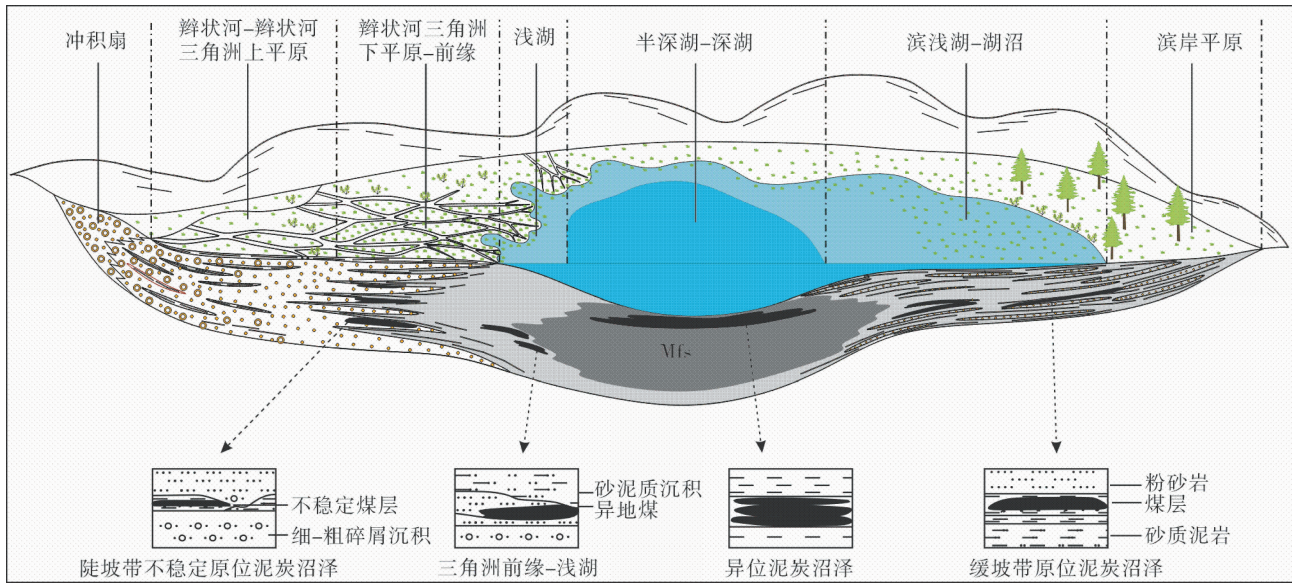 冲积扇
辫状河-辫状河
三角洲上平原
辫状河三角洲
下平原-前缘
浅湖
半深湖-深湖
滨浅湖-湖沼
滨岸平原
Mfs
不稳定煤层
细-粗碎屑沉积
陡坡带不稳定原位泥炭沼泽
砂泥质沉积
异地煤
三角洲前缘-浅湖
异位泥炭沼泽
粉砂岩
煤层
砂质泥岩
缓坡带原位泥炭沼泽